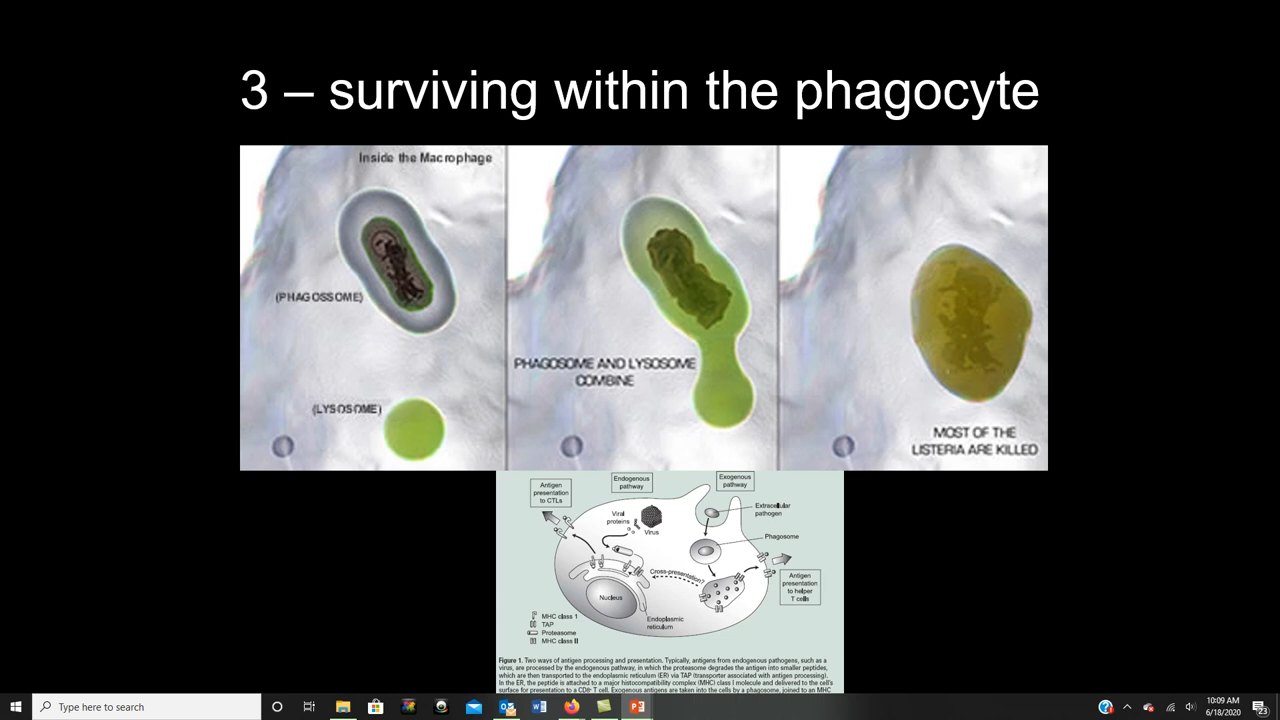 3 – surviving within the phagocyte
Inside the Macrophage
(PHAGOSSOME)
(LYSOSOME)
PHAGOSOME AND LYSOSOME
COMBINE
MOST OF THE
LISTERIA ARE KILLED
Antigen
presentation
to CTLs
Endogenous
pathway
Exogenous
pathway
Viral
proteins
Virus
Extracellular
pathogen
Phagosome
Cross-presentation?
Antigen
presentation
to helper
T cells
Nucleus
Endoplasmic
reticulum
MHC class 1
TAP
Proteasome
MHC class II
Figure 1. Two ways of antigen processing and presentation. Typically, antigens from endogenous pathogens, such as a
virus, are processed by the endogenous pathway, in which the proteasome degrades the antigen into smaller peptides,
which are then transported to the endoplasmic reticulum (ER) via TAP (transporter associated with antigen processing).
In the ER, the peptide is attached to a major histocompatibility complex (MHC) class I molecule and delivered to the cell's
surface for presentation to a CD8+ T cell. Exogenous antigens are taken into the cells by a phagosome, joined to an MHC
Type here to search
10:09 AM
6/18/2020